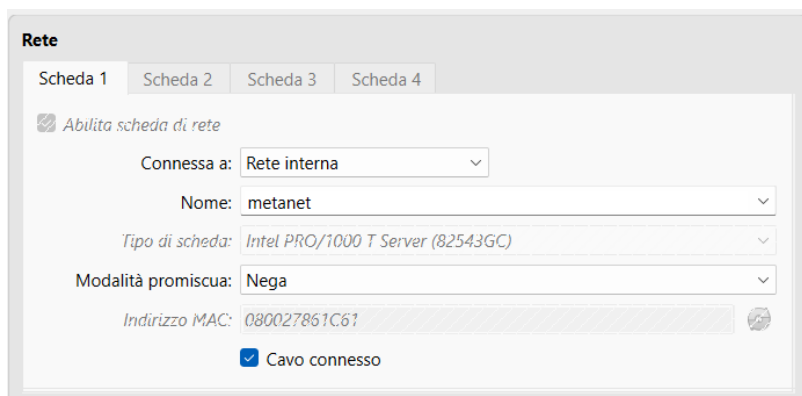 Rete
Scheda 1 Scheda 2 Scheda 3 Scheda 4
Abilita scheda di rete
Connessa a: Rete interna
Nome: metanet
Tipo di scheda: Intel PRO/1000 T Server (82543GC)
Modalità promiscua: Nega
Indirizzo MAC: 080027861C61
Cavo connesso